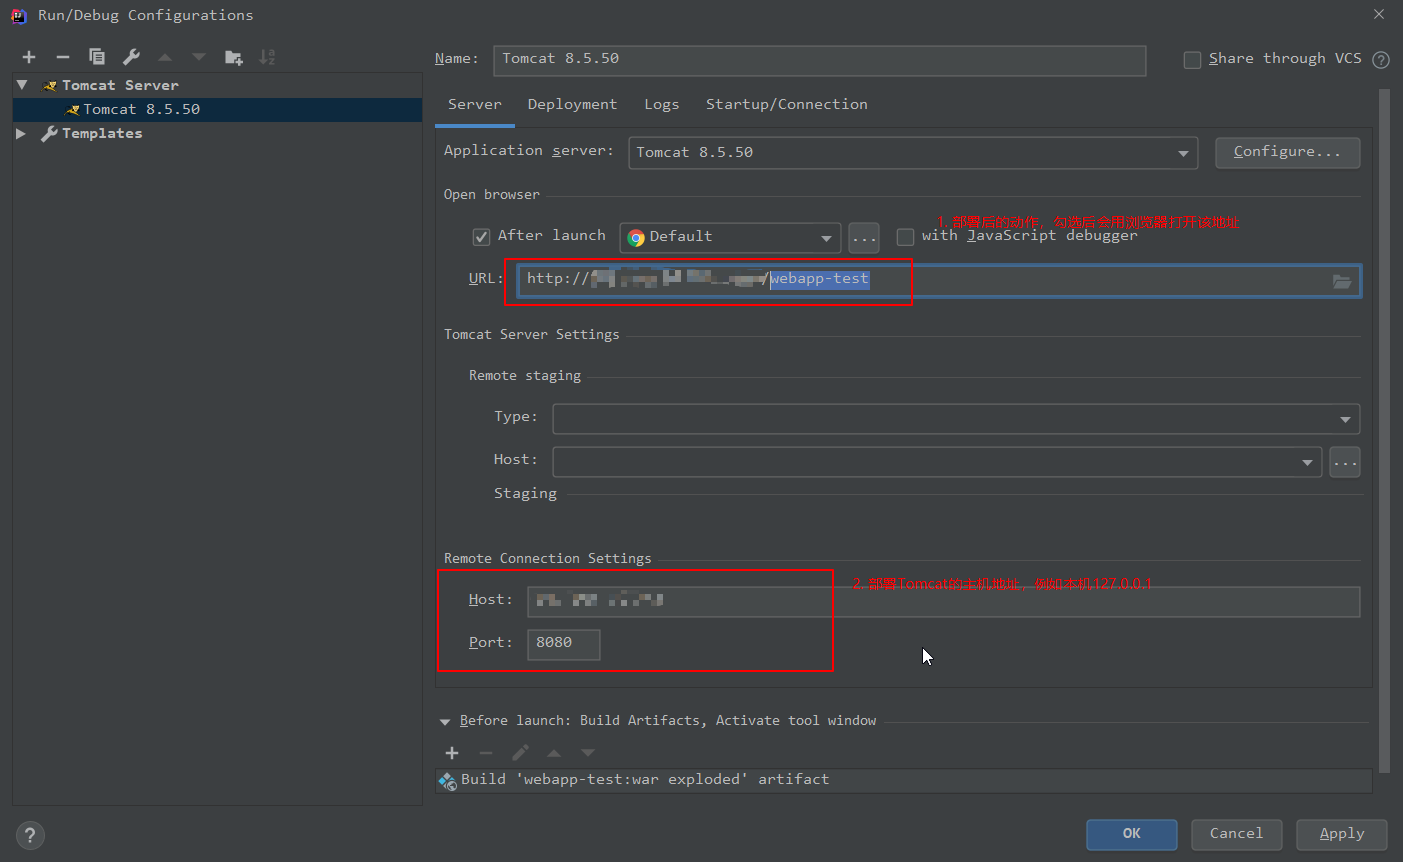 Run/Debug Configurations
Name: Tomcat 8.5.50
Share through VCS
Tomcat Server
Tomcat 8.5.50
Templates
Server Deployment Logs Startup/Connection
Application server: Tomcat 8.5.50 Configure...
Open browser
1. 部署后的动作，勾选后会用浏览器打开该地址
After launch Default ... with JavaScript debugger
URL: http:// /webapp-test
Tomcat Server Settings
Remote staging
Type:
Host: ...
Staging
Remote Connection Settings
2. 部署Tomcat的主机地址，例如本机127.0.0.1
Host:
Port: 8080
Before launch: Build Artifacts, Activate tool window
Build 'webapp-test:war exploded' artifact
OK Cancel Apply